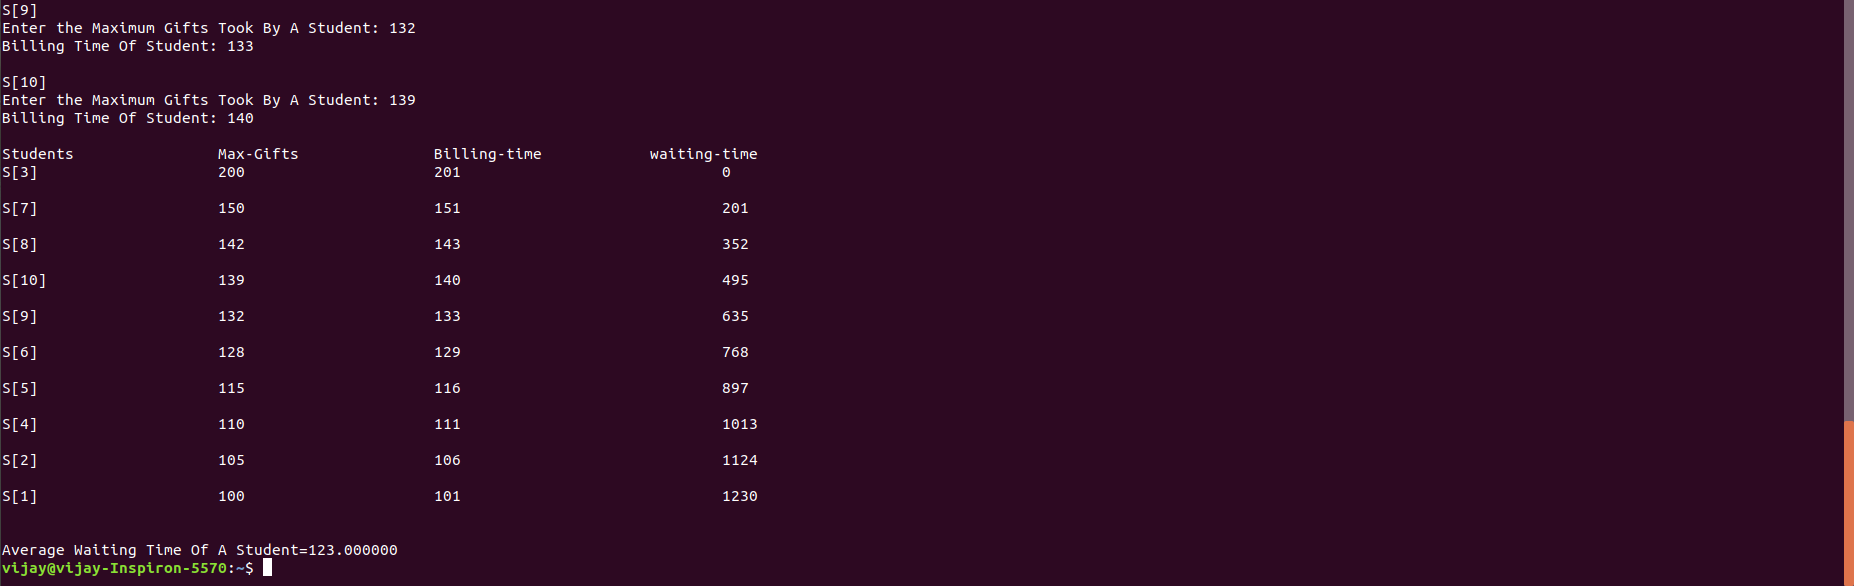 S[9]
Enter the Maximum Gifts Took By A Student: 132
Billing Time Of Student: 133
S[10]
Enter the Maximum Gifts Took By A Student: 139
Billing Time Of Student: 140
Students Max-Gifts Billing-time waiting-time
S[3] 200 201 0
S[7] 150 151 201
S[8] 142 143 352
S[10] 139 140 495
S[9] 132 133 635
S[6] 128 129 768
S[5] 115 116 897
S[4] 110 111 1013
S[2] 105 106 1124
S[1] 100 101 1230
Average Waiting Time Of A Student=123.000000
vijay@vijay-Inspiron-5570:~$